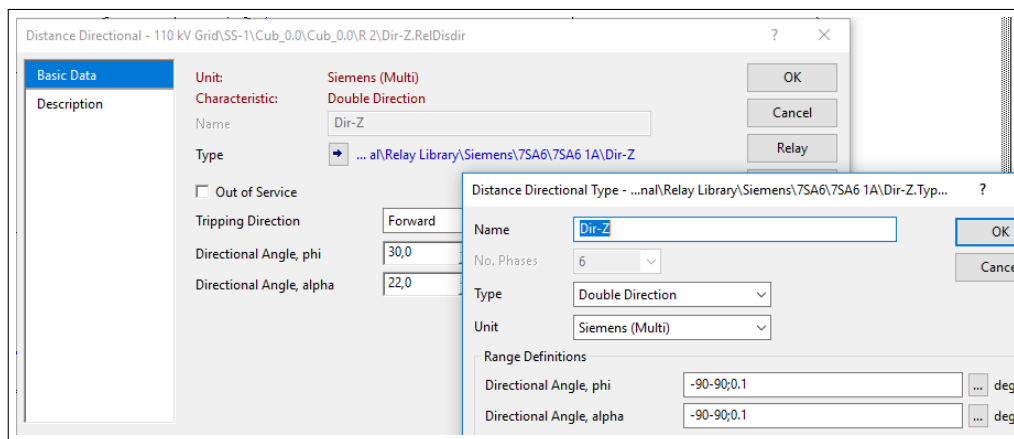 Distance Directional - 110 kV Grid\SS-1\Cub_0.0\Cub_0.0\R 2\Dir-Z.RelDisdir ?
Basic Data
Description
Unit: Siemens (Multi)
Characteristic: Double Direction
Name Dir-Z
Type ... al\Relay Library\Siemens\7SA6\7SA6 1A\Dir-Z
Out of Service
Tripping Direction Forward
Directional Angle, phi 30,0
Directional Angle, alpha 22,0
OK
Cancel
Relay
Distance Directional Type - ...nal\Relay Library\Siemens\7SA6\7SA6 1A\Dir-Z.Typ... ?
Name Dir-Z
No. Phases 6
Type Double Direction
Unit Siemens (Multi)
Range Definitions
Directional Angle, phi -90-90;0.1 ... deg
Directional Angle, alpha -90-90;0.1 ... deg
OK
Cance